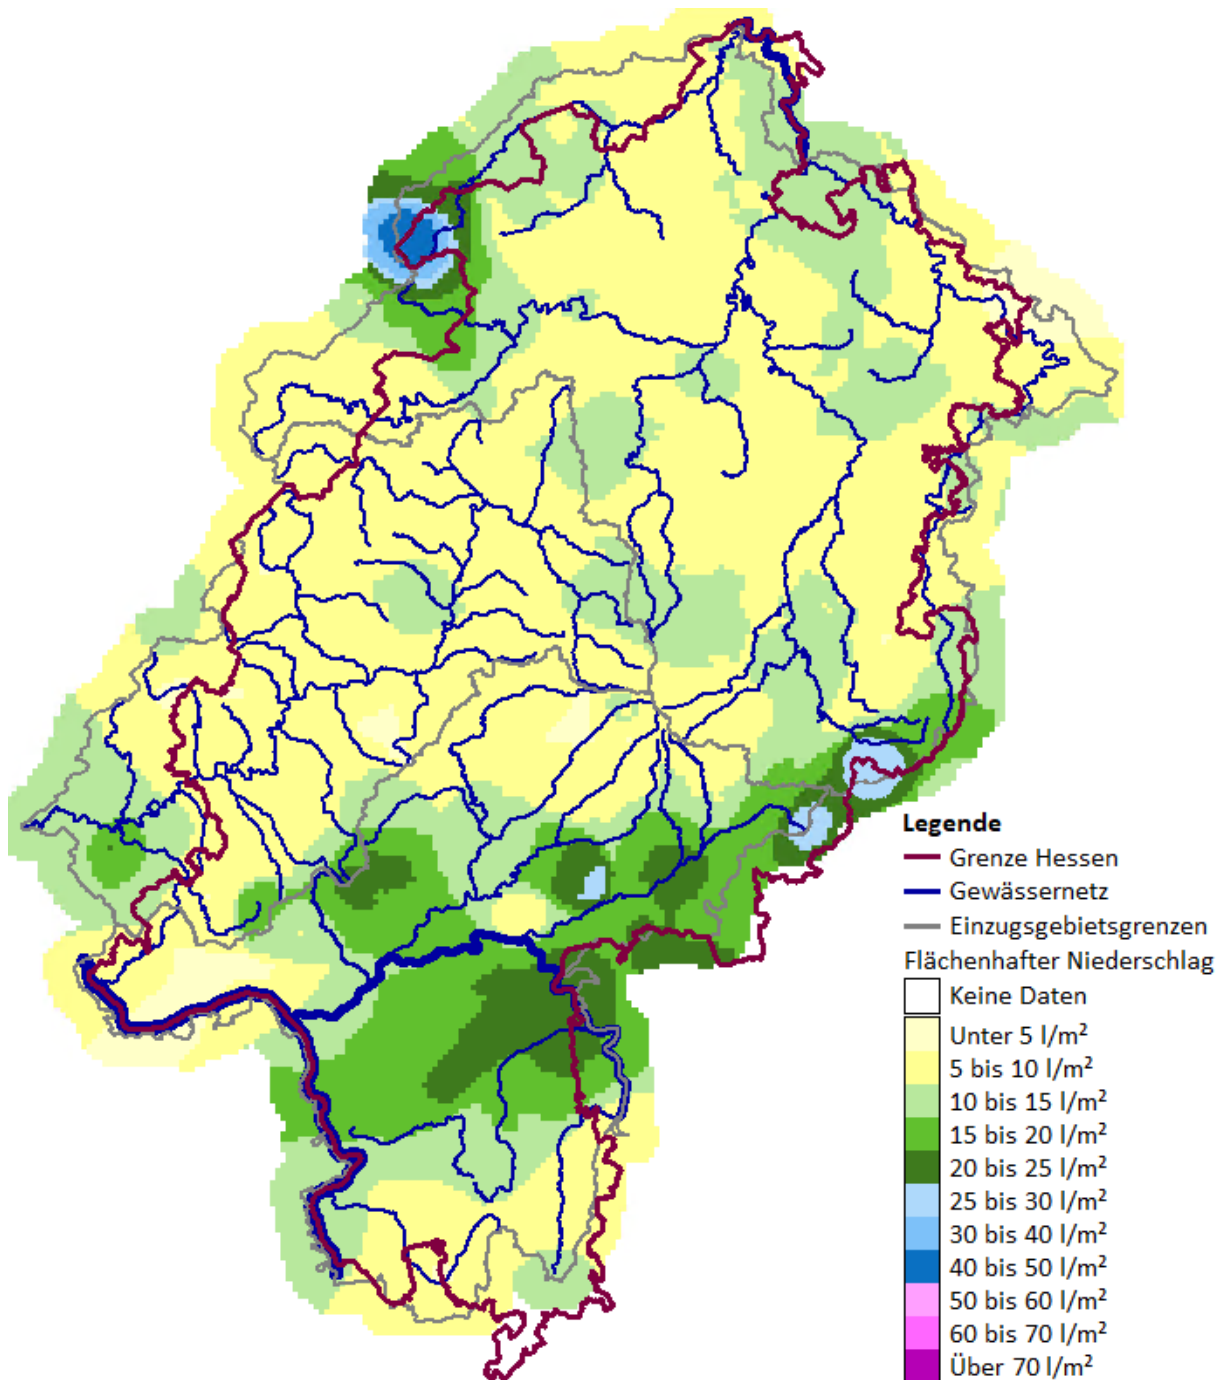 Legende
Grenze Hessen
Gewässernetz
Einzugsgebietsgrenzen
Flächenhafter Niederschlag
Keine Daten
Unter 5 l/m²
5 bis 10 l/m²
10 bis 15 l/m²
15 bis 20 l/m²
20 bis 25 l/m²
25 bis 30 l/m²
30 bis 40 l/m²
40 bis 50 l/m²
50 bis 60 l/m²
60 bis 70 l/m²
Über 70 l/m²